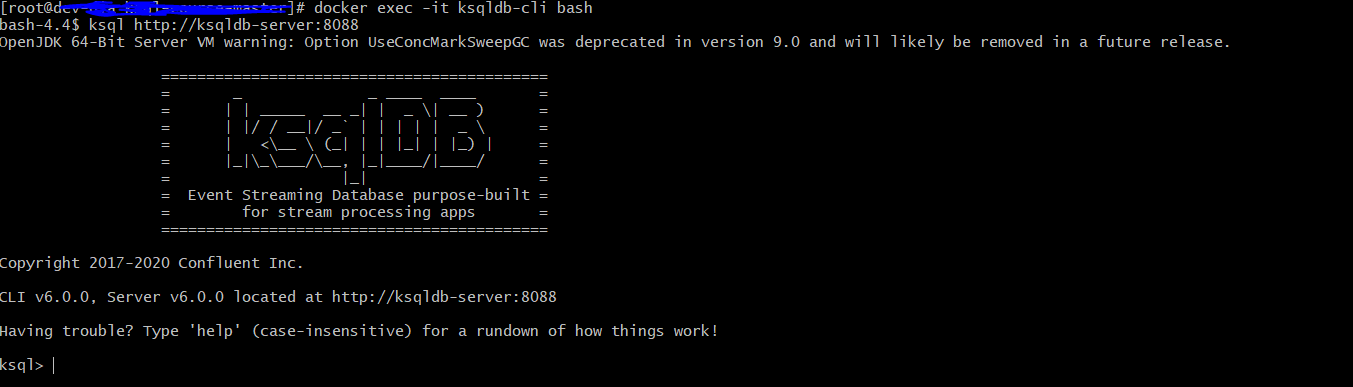 [root@dev- ]# docker exec -it ksqldb-cli bash
bash-4.4$ ksql http://ksqldb-server:8088
OpenJDK 64-Bit Server VM warning: Option UseConcMarkSweepGC was deprecated in version 9.0 and will likely be removed in a future release.
===========================================
=       _              _ ____  ____       =
=      | | _____  __ _| |  _ \| __ )      =
=      | |/ / __|/ _` | | | | |  _ \      =
=      |   <\__ \ (_| | | |_| | |_) |     =
=      |_|\_\___/\__, |_|____/|____/      =
=                   |_|                   =
=  Event Streaming Database purpose-built =
=        for stream processing apps       =
===========================================
Copyright 2017-2020 Confluent Inc.
CLI v6.0.0, Server v6.0.0 located at http://ksqldb-server:8088
Having trouble? Type 'help' (case-insensitive) for a rundown of how things work!
ksql>